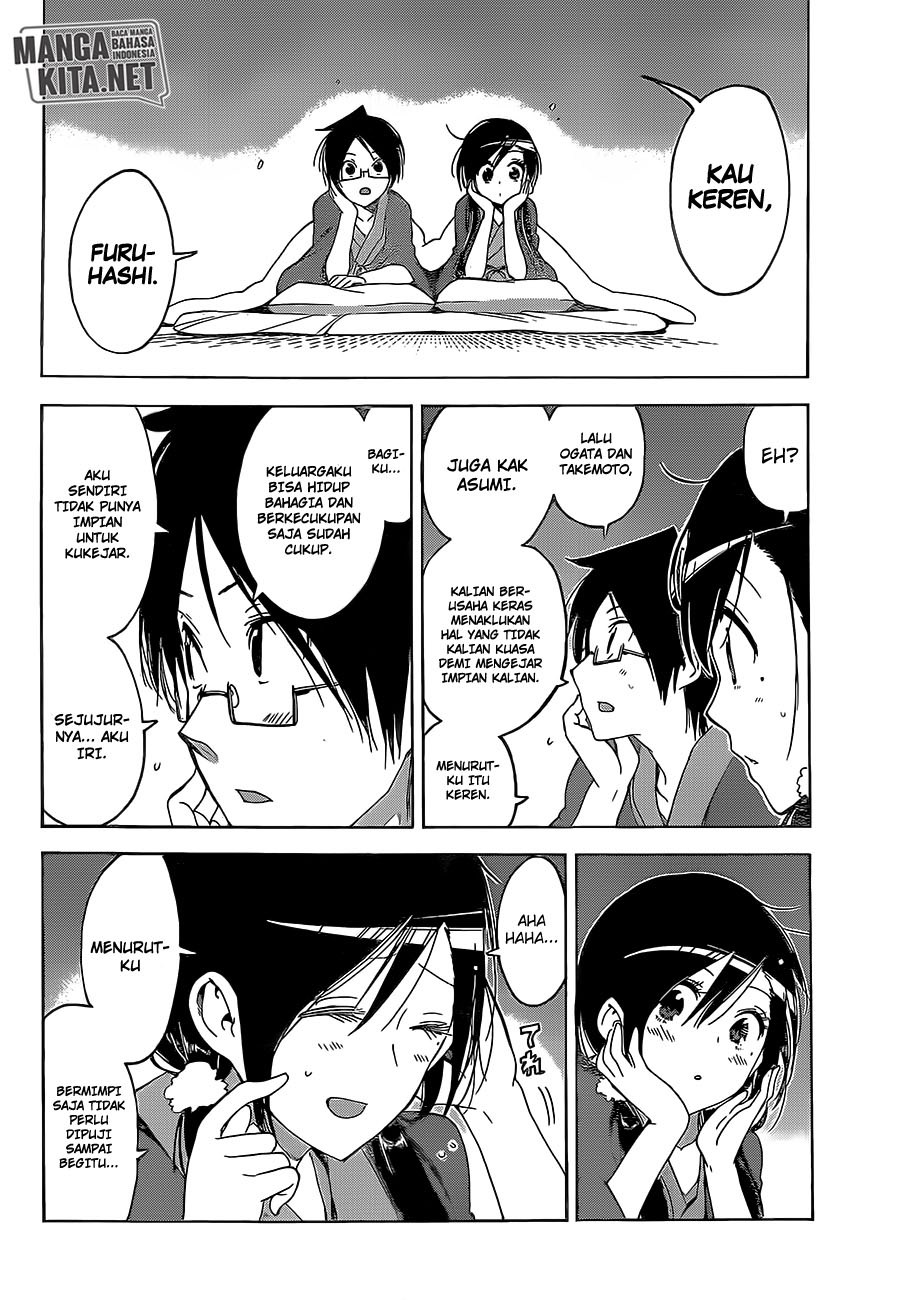 MANGA
KITA.NET
BACA MANGA
BAHASA
INDONESIA
KAU
KEREN,
FURU-
HASHI.
EH?
LALU
OGATA DAN
TAKEMOTO,
JUGA KAK
ASUMI.
KALIAN BER-
USAHA KERAS
MENAKLUKAN
HAL YANG TIDAK
KALIAN KUASA
DEMI MENGEJAR
IMPIAN KALIAN.
MENURUT-
KU ITU
KEREN.
BAGI-
KU...
KELUARGAKU
BISA HIDUP
BAHAGIA DAN
BERKECUKUPAN
SAJA SUDAH
CUKUP.
AKU
SENDIRI
TIDAK PUNYA
IMPIAN
UNTUK
KUKEJAR.
SEJUJUR-
NYA... AKU
IRI.
AHA
HAHA...
MENURUT-
KU
BERMIMPI
SAJA TIDAK
PERLU
DIPUJI
SAMPAI
BEGITU...